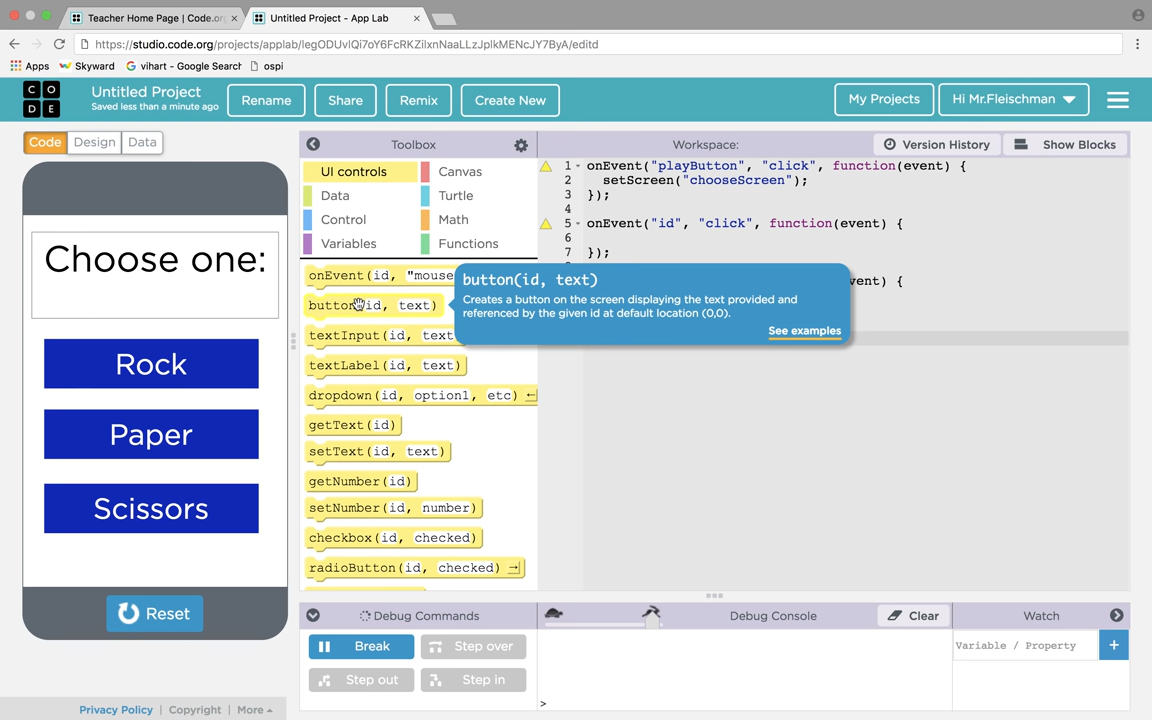 Teacher Home Page | Code.or
Untitled Project - App Lab
https://studio.code.org/projects/applab/legODUvlQi7oY6FcRKZilxnNaaLLzJplkMENcJY7ByA/editd
Apps
Skyward
vihart - Google Search
ospi
C O
D E
Untitled Project
Saved less than a minute ago
Rename
Share
Remix
Create New
My Projects
Hi Mr.Fleischman
Code
Design
Data
Toolbox
Workspace:
Version History
Show Blocks
Choose one:
Rock
Paper
Scissors
Reset
UI controls
Canvas
Data
Turtle
Control
Math
Variables
Functions
onEvent(id, "mouse
button(id, text)
textInput(id, text
textLabel(id, text)
dropdown(id, option1, etc)
getText(id)
setText(id, text)
getNumber(id)
setNumber(id, number)
checkbox(id, checked)
radioButton(id, checked)
button(id, text)
Creates a button on the screen displaying the text provided and
referenced by the given id at default location (0,0).
See examples
1 onEvent("playButton", "click", function(event) {
2 setScreen("chooseScreen");
3 });
4
5 onEvent("id", "click", function(event) {
6
7 });
vent) {
Debug Commands
Debug Console
Clear
Watch
Break
Step over
Step out
Step in
Variable / Property
+
>
Privacy Policy | Copyright | More